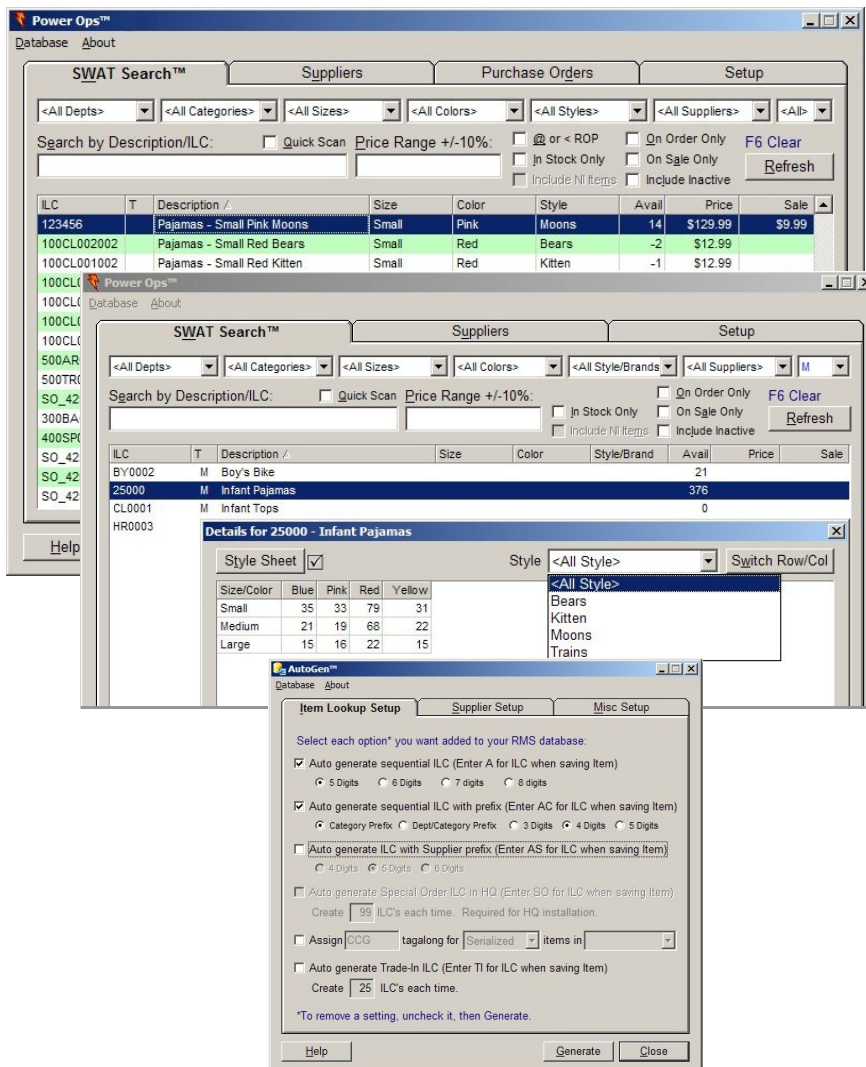 Power Ops™
Database About
SWAT Search™ Suppliers Purchase Orders Setup
<All Depts> <All Categories> <All Sizes> <All Colors> <All Styles> <All Suppliers> <All>
Search by Description/ILC: Quick Scan Price Range +/-10%: @ or < ROP On Order Only F6 Clear
In Stock Only On Sale Only Refresh
Include NI Items Include Inactive
ILC T Description Size Color Style Avail Price Sale
123456 Pajamas - Small Pink Moons Small Pink Moons 14 $129.99 $9.99
100CL002002 Pajamas - Small Red Bears Small Red Bears -2 $12.99
100CL001002 Pajamas - Small Red Kitten Small Red Kitten -1 $12.99
100CL0
100CL
100CL
100CL
500AR
500TR
SO_42
300BA
400SP
SO_42
SO_42
SO_42
Help
Power Ops™
Database About
SWAT Search™ Suppliers Setup
<All Depts> <All Categories> <All Sizes> <All Colors> <All Style/Brands <All Suppliers> M
Search by Description/ILC: Quick Scan Price Range +/-10%: On Order Only F6 Clear
In Stock Only On Sale Only Refresh
Include NI Items Include Inactive
ILC T Description Size Color Style/Brand Avail Price Sale
BY0002 M Boy's Bike 21
25000 M Infant Pajamas 376
CL0001 M Infant Tops 0
HR0003
Details for 25000 - Infant Pajamas
Style Sheet Style <All Style> Switch Row/Col
<All Style>
Bears
Kitten
Moons
Trains
Size/Color Blue Pink Red Yellow
Small 35 33 79 31
Medium 21 19 68 22
Large 15 16 22 15
AutoGen™
Database About
Item Lookup Setup Supplier Setup Misc Setup
Select each option* you want added to your RMS database:
Auto generate sequential ILC (Enter A for ILC when saving Item)
5 Digits 6 Digits 7 digits 8 digits
Auto generate sequential ILC with prefix (Enter AC for ILC when saving Item)
Category Prefix Dept/Category Prefix 3 Digits 4 Digits 5 Digits
Auto generate ILC with Supplier prefix (Enter AS for ILC when saving Item)
4 Digits 5 Digits 6 Digits
Auto generate Special Order ILC in HQ (Enter SO for ILC when saving Item)
Create 99 ILC's each time. Required for HQ installation.
Assign CCG tagalong for Serialized items in
Auto generate Trade-In ILC (Enter TI for ILC when saving Item)
Create 25 ILC's each time.
*To remove a setting, uncheck it, then Generate.
Help Generate Close